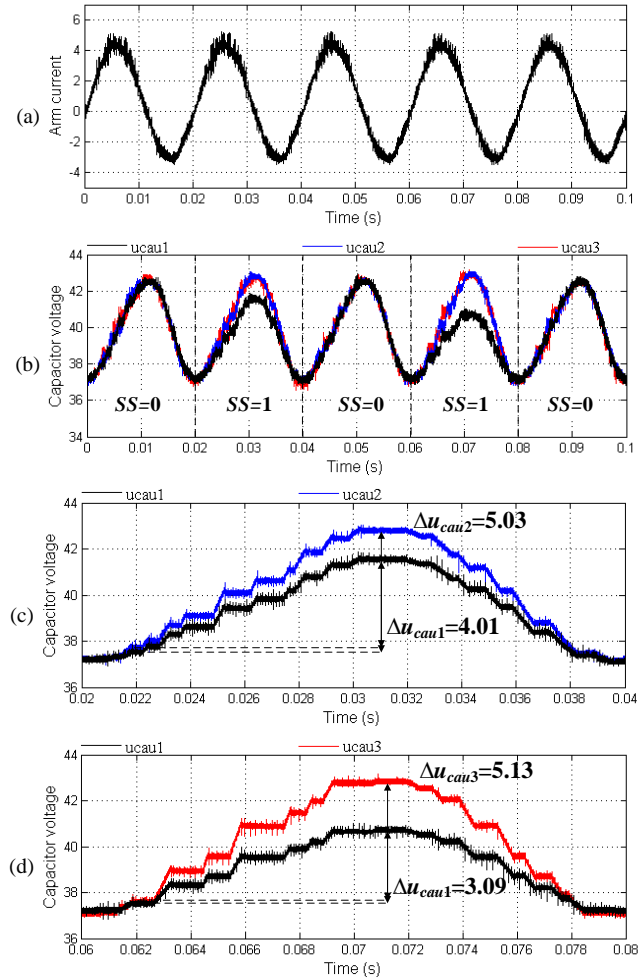 6
4
2
0
-2
-4
Arm current
(a)
0 0.01 0.02 0.03 0.04 0.05 0.06 0.07 0.08 0.09 0.1
Time (s)
ucau1 ucau2 ucau3
44
42
40
38
36
34
Capacitor voltage
(b)
SS=0 SS=1 SS=0 SS=1 SS=0
0 0.01 0.02 0.03 0.04 0.05 0.06 0.07 0.08 0.09 0.1
Time (s)
ucau1 ucau2
44
42
40
38
36
Capacitor voltage
(c)
Δucau2=5.03
Δucau1=4.01
0.02 0.022 0.024 0.026 0.028 0.03 0.032 0.034 0.036 0.038 0.04
Time (s)
ucau1 ucau3
44
42
40
38
36
Capacitor voltage
(d)
Δucau3=5.13
Δucau1=3.09
0.06 0.062 0.064 0.066 0.068 0.07 0.072 0.074 0.076 0.078 0.08
Time (s)